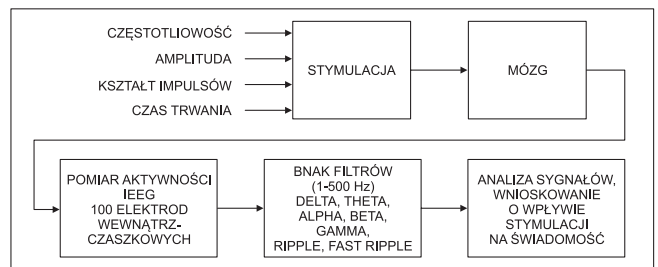 CZĘSTOTLIOWOŚĆ
AMPLITUDA
KSZTAŁT IMPULSÓW
CZAS TRWANIA
STYMULACJA
MÓZG
POMIAR AKTYWNOŚCI
IEEG
100 ELEKTROD
WEWNĄTRZ-
CZASZKOWYCH
BNAK FILTRÓW
(1-500 Hz)
DELTA, THETA,
ALPHA, BETA,
GAMMA,
RIPPLE, FAST RIPPLE
ANALIZA SYGNAŁÓW,
WNIOSKOWANIE
O WPŁYWIE
STYMULACJI
NA ŚWIADOMOŚĆ